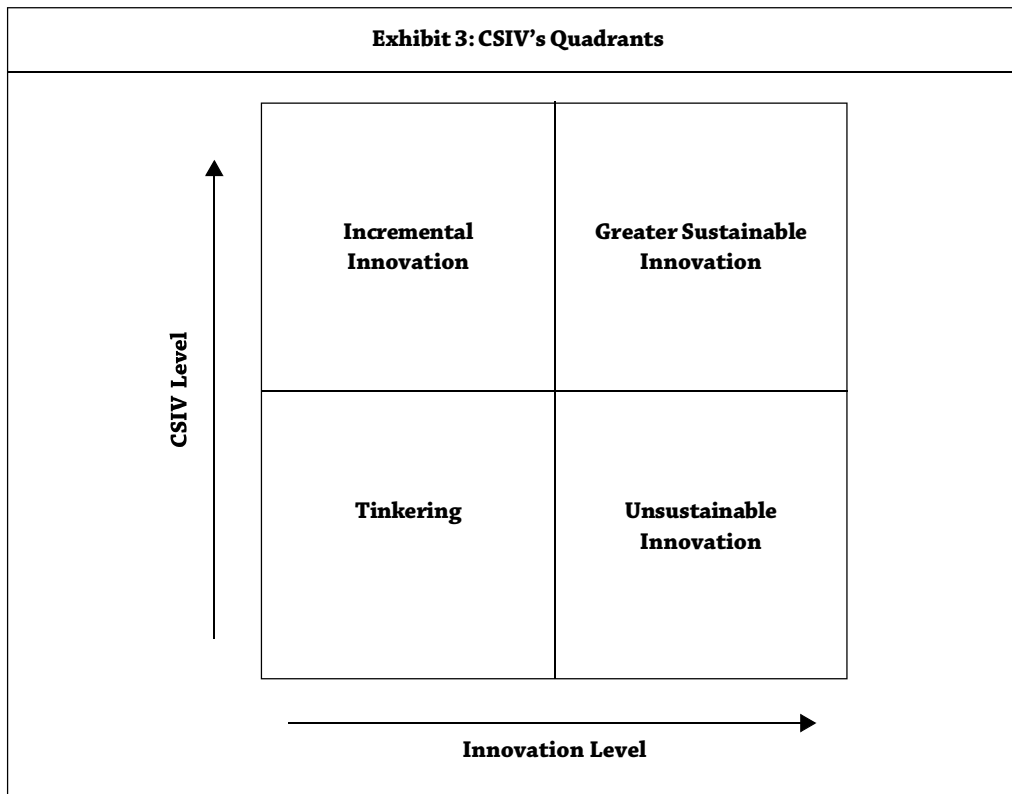 Exhibit 3: CSIV’s Quadrants
Incremental
Innovation
Greater Sustainable
Innovation
CSIV Level
Tinkering
Unsustainable
Innovation
Innovation Level